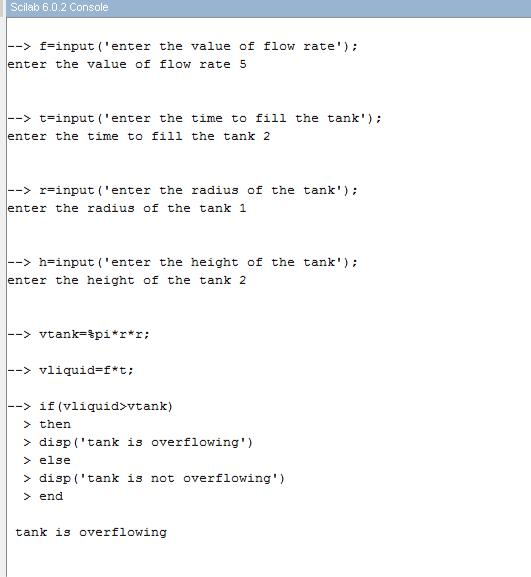 Scilab 6.0.2 Console
--> f=input('enter the value of flow rate');
enter the value of flow rate 5
--> t=input('enter the time to fill the tank');
enter the time to fill the tank 2
--> r=input('enter the radius of the tank');
enter the radius of the tank 1
--> h=input('enter the height of the tank');
enter the height of the tank 2
--> vtank=%pi*r*r;
--> vliquid=f*t;
--> if(vliquid>vtank)
> then
> disp('tank is overflowing')
> else
> disp('tank is not overflowing')
> end
tank is overflowing